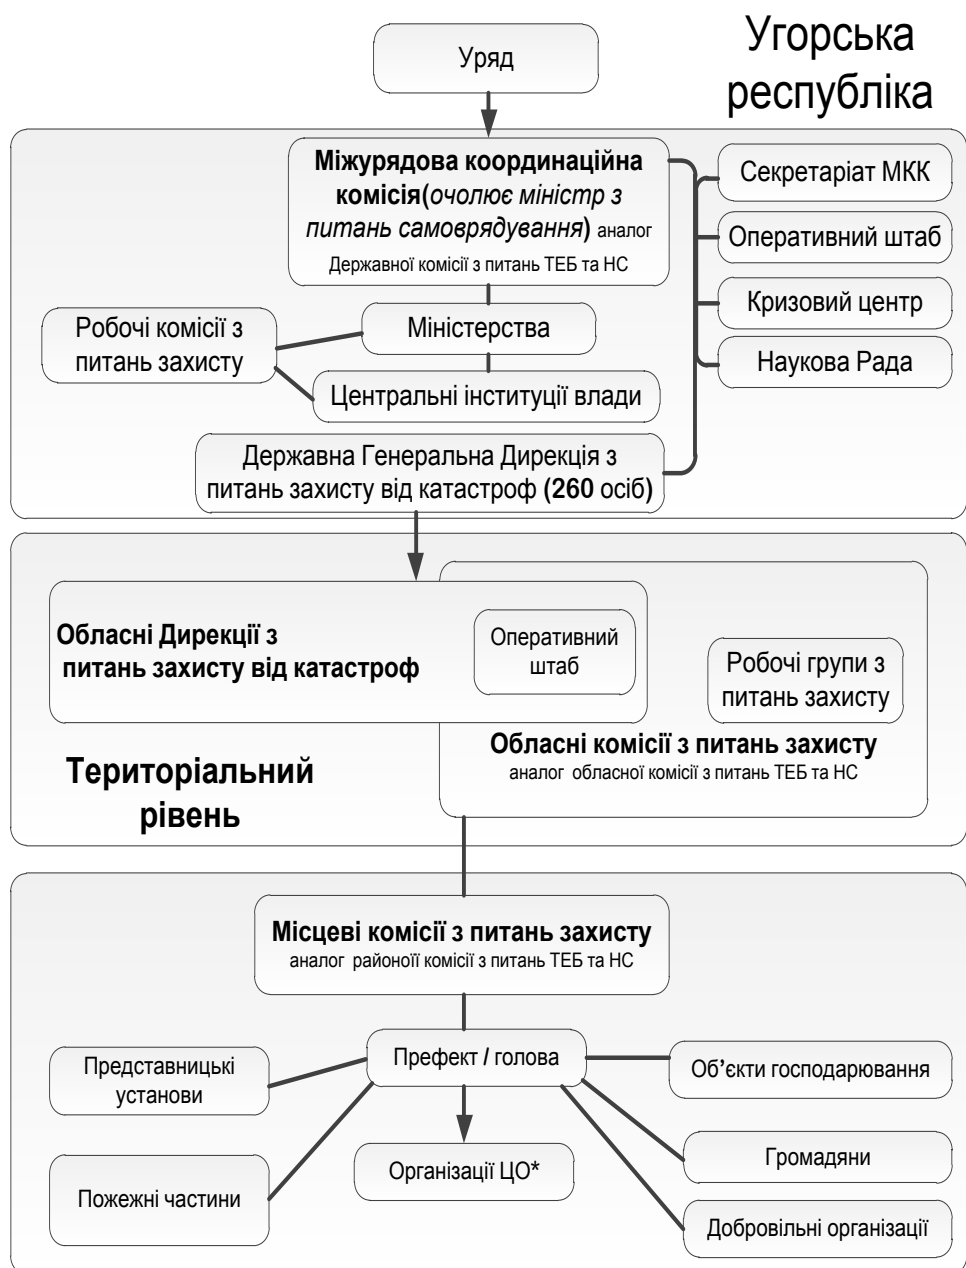 Угорська
республіка
Уряд
Міжурядова координаційна
комісія(очолює міністр з
питань самоврядування) аналог
Державної комісії з питань ТЕБ та НС
Секретаріат МКК
Оперативний штаб
Кризовий центр
Наукова Рада
Робочі комісії з
питань захисту
Міністерства
Центральні інституції влади
Державна Генеральна Дирекція з
питань захисту від катастроф (260 осіб)
Обласні Дирекції з
питань захисту від катастроф
Оперативний
штаб
Робочі групи з
питань захисту
Обласні комісії з питань захисту
аналог обласної комісії з питань ТЕБ та НС
Територіальний
рівень
Місцеві комісії з питань захисту
аналог районоїї комісії з питань ТЕБ та НС
Префект / голова
Представницькі
установи
Об’єкти господарювання
Організації ЦО*
Громадяни
Пожежні частини
Добровільні організації